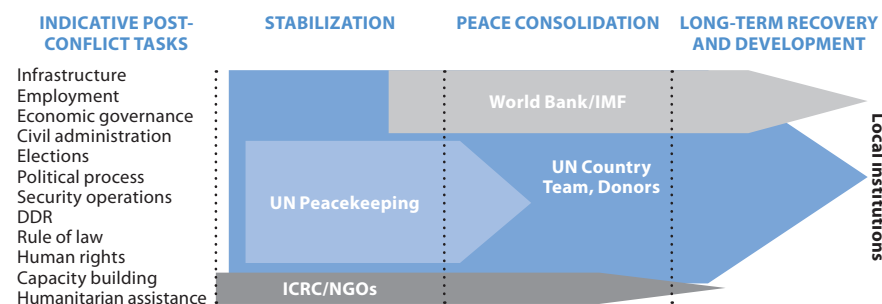 INDICATIVE POST-
CONFLICT TASKS
STABILIZATION
PEACE CONSOLIDATION
LONG-TERM RECOVERY
AND DEVELOPMENT
Infrastructure
Employment
Economic governance
Civil administration
Elections
Political process
Security operations
DDR
Rule of law
Human rights
Capacity building
Humanitarian assistance
World Bank/IMF
UN Country
Team, Donors
UN Peacekeeping
ICRC/NGOs
Local institutions